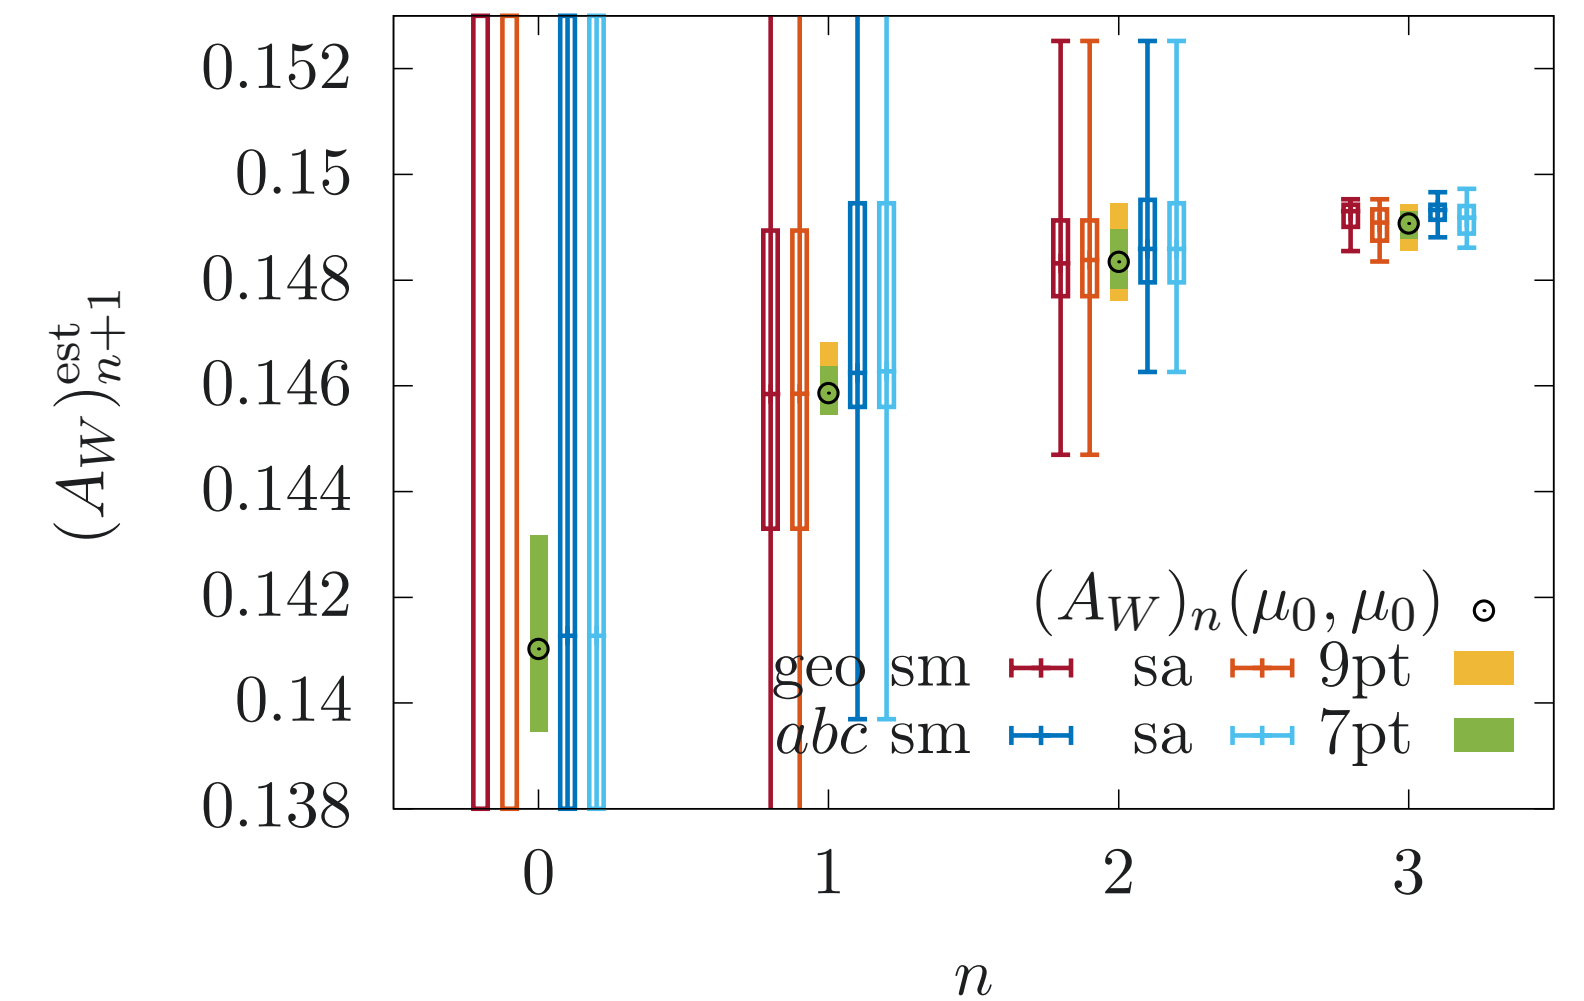 0.152
0.15
0.148
0.146
0.144
0.142
0.14
0.138
(A_W)^{est}_{n+1}
(A_W)_n(μ_0, μ_0)
geo sm sa 9pt
abc sm sa 7pt
0 1 2 3
n